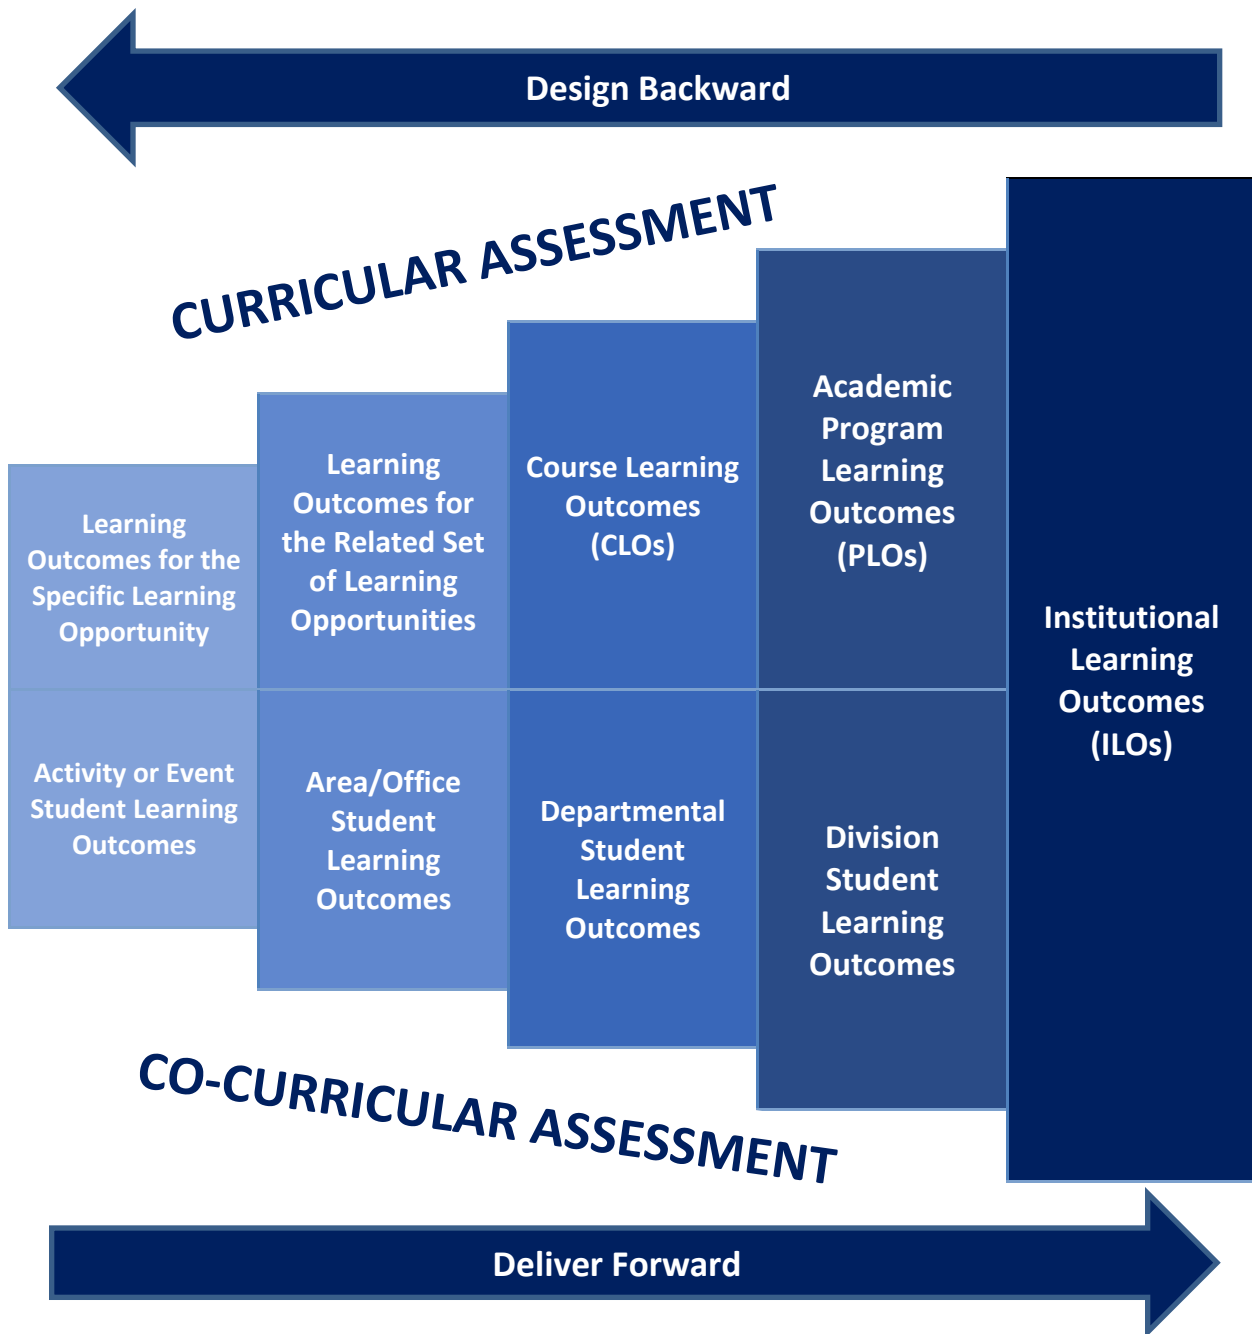 Design Backward
CURRICULAR ASSESSMENT
Learning
Outcomes for the
Specific Learning
Opportunity
Learning
Outcomes for
the Related Set
of Learning
Opportunities
Course Learning
Outcomes
(CLOs)
Academic
Program
Learning
Outcomes
(PLOs)
Institutional
Learning
Outcomes
(ILOs)
Activity or Event
Student Learning
Outcomes
Area/Office
Student
Learning
Outcomes
Departmental
Student
Learning
Outcomes
Division
Student
Learning
Outcomes
CO-CURRICULAR ASSESSMENT
Deliver Forward